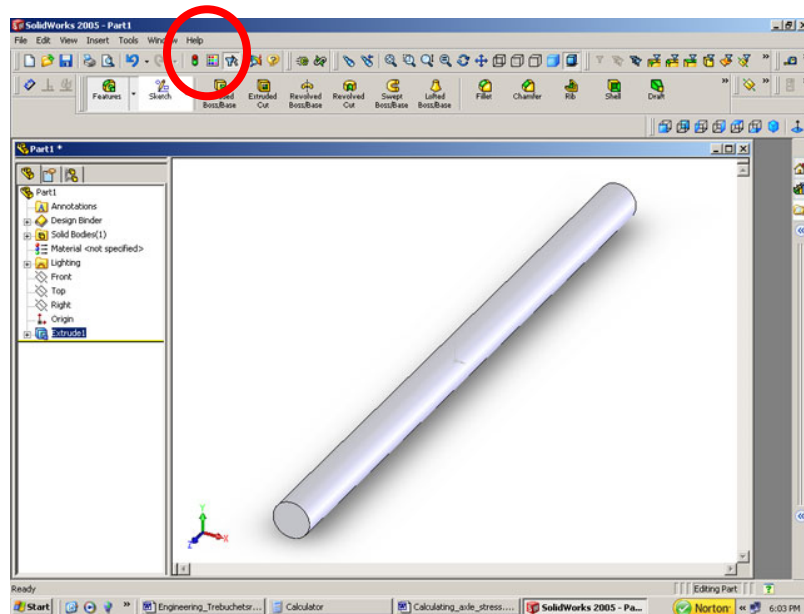 SolidWorks 2005 - Part1
File Edit View Insert Tools Window Help
Features Sketch Extruded Boss/Base Extruded Cut Revolved Boss/Base Revolved Cut Swept Boss/Base Lofted Boss/Base Fillet Chamfer Rib Shell Draft
Part1 *
Part1
Annotations
Design Binder
Solid Bodies(1)
Material <not specified>
Lighting
Front
Top
Right
Origin
Extrude1
Y
X
Z
Ready
Editing Part
Start
Engineering_Trebuchetsr...
Calculator
Calculating_axle_stress....
SolidWorks 2005 - Pa...
Norton
6:03 PM